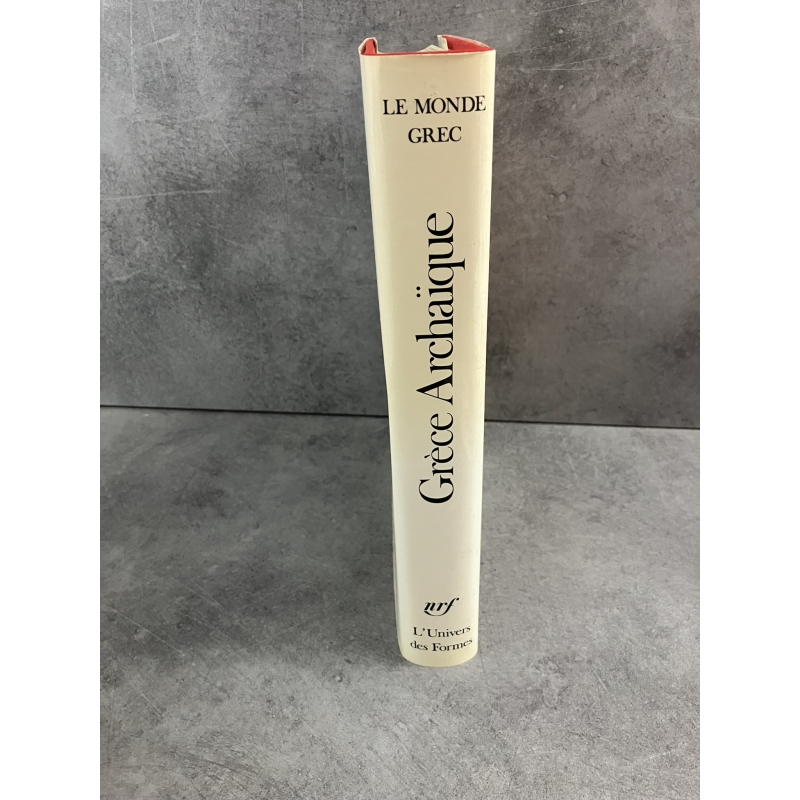 LE MONDE
GREC
Grèce Archaïque
nrf
L'Univers
des Formes